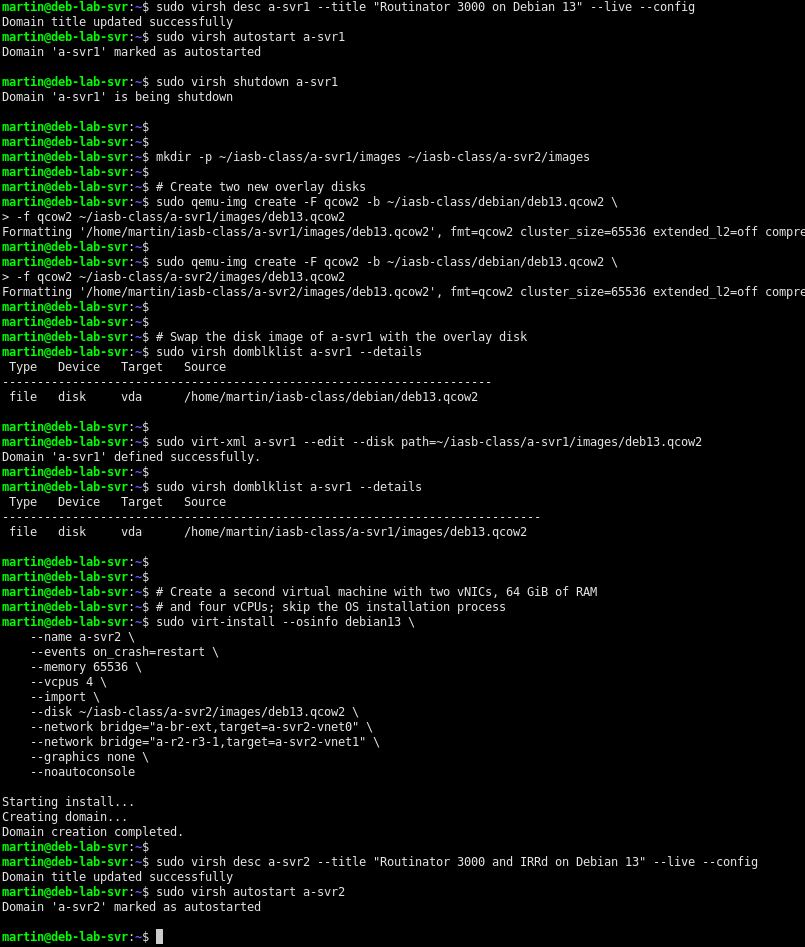 martin@deb-lab-svr:~$ sudo virsh desc a-svr1 --title "Routinator 3000 on Debian 13" --live --config
Domain title updated successfully
martin@deb-lab-svr:~$ sudo virsh autostart a-svr1
Domain 'a-svr1' marked as autostarted
martin@deb-lab-svr:~$ sudo virsh shutdown a-svr1
Domain 'a-svr1' is being shutdown
martin@deb-lab-svr:~$
martin@deb-lab-svr:~$
martin@deb-lab-svr:~$ mkdir -p ~/iasb-class/a-svr1/images ~/iasb-class/a-svr2/images
martin@deb-lab-svr:~$
martin@deb-lab-svr:~$ # Create two new overlay disks
martin@deb-lab-svr:~$ sudo qemu-img create -F qcow2 -b ~/iasb-class/debian/deb13.qcow2 \
> -f qcow2 ~/iasb-class/a-svr1/images/deb13.qcow2
Formatting '/home/martin/iasb-class/a-svr1/images/deb13.qcow2', fmt=qcow2 cluster_size=65536 extended_l2=off compre
martin@deb-lab-svr:~$
martin@deb-lab-svr:~$ sudo qemu-img create -F qcow2 -b ~/iasb-class/debian/deb13.qcow2 \
> -f qcow2 ~/iasb-class/a-svr2/images/deb13.qcow2
Formatting '/home/martin/iasb-class/a-svr2/images/deb13.qcow2', fmt=qcow2 cluster_size=65536 extended_l2=off compre
martin@deb-lab-svr:~$
martin@deb-lab-svr:~$
martin@deb-lab-svr:~$ # Swap the disk image of a-svr1 with the overlay disk
martin@deb-lab-svr:~$ sudo virsh domblklist a-svr1 --details
 Type   Device   Target   Source
----------------------------------------------------------------------
 file   disk     vda      /home/martin/iasb-class/debian/deb13.qcow2
martin@deb-lab-svr:~$
martin@deb-lab-svr:~$ sudo virt-xml a-svr1 --edit --disk path=~/iasb-class/a-svr1/images/deb13.qcow2
Domain 'a-svr1' defined successfully.
martin@deb-lab-svr:~$
martin@deb-lab-svr:~$ sudo virsh domblklist a-svr1 --details
 Type   Device   Target   Source
-----------------------------------------------------------------------------
 file   disk     vda      /home/martin/iasb-class/a-svr1/images/deb13.qcow2
martin@deb-lab-svr:~$
martin@deb-lab-svr:~$
martin@deb-lab-svr:~$ # Create a second virtual machine with two vNICs, 64 GiB of RAM
martin@deb-lab-svr:~$ # and four vCPUs; skip the OS installation process
martin@deb-lab-svr:~$ sudo virt-install --osinfo debian13 \
    --name a-svr2 \
    --events on_crash=restart \
    --memory 65536 \
    --vcpus 4 \
    --import \
    --disk ~/iasb-class/a-svr2/images/deb13.qcow2 \
    --network bridge="a-br-ext,target=a-svr2-vnet0" \
    --network bridge="a-r2-r3-1,target=a-svr2-vnet1" \
    --graphics none \
    --noautoconsole
Starting install...
Creating domain...
Domain creation completed.
martin@deb-lab-svr:~$
martin@deb-lab-svr:~$ sudo virsh desc a-svr2 --title "Routinator 3000 and IRRd on Debian 13" --live --config
Domain title updated successfully
martin@deb-lab-svr:~$ sudo virsh autostart a-svr2
Domain 'a-svr2' marked as autostarted
martin@deb-lab-svr:~$